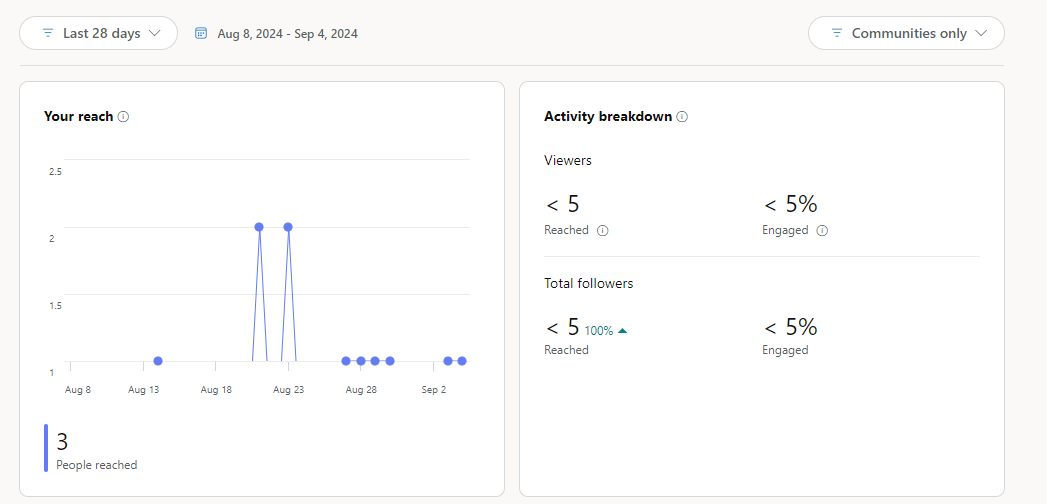 Last 28 days
Aug 8, 2024 - Sep 4, 2024
Communities only
Your reach
2.5
2
1.5
1
Aug 8
Aug 13
Aug 18
Aug 23
Aug 28
Sep 2
3
People reached
Activity breakdown
Viewers
< 5
Reached
< 5%
Engaged
Total followers
< 5 100%
Reached
< 5%
Engaged